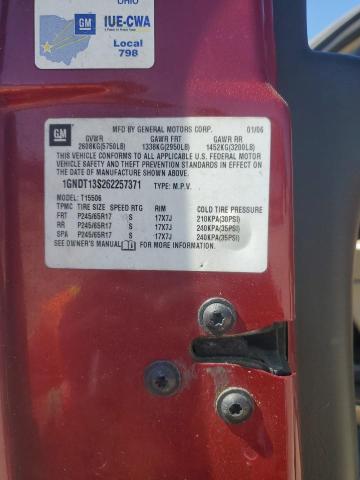 OHIO
GM
IUE-CWA
Local
798
GM
MFD BY GENERAL MOTORS CORP. 01/06
GVWR GAWR FRT GAWR RR
2608KG(5750LB) 1338KG(2950LB) 1452KG(3200LB)
THIS VEHICLE CONFORMS TO ALL APPLICABLE U.S. FEDERAL MOTOR
VEHICLE SAFETY, BUMPER, AND THEFT PREVENTION STANDARDS IN EFFECT ON THE
DATE OF MANUFACTURE SHOWN ABOVE.
1GNDT13S262257371 TYPE: M.P.V.
MODEL: T15506
TPMC TIRE SIZE SPEED RTG RIM COLD TIRE PRESSURE
FRT P245/65R17 S 17X7J 210KPA(30PSI)
RR P245/65R17 S 17X7J 240KPA(35PSI)
SPA P245/65R17 S 17X7J 240KPA(35PSI)
SEE OWNER'S MANUAL FOR MORE INFORMATION.